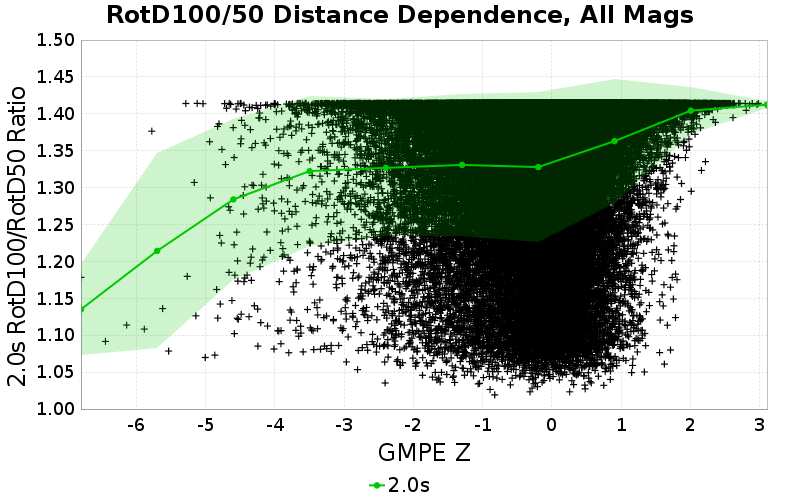 RotD100/50 Distance Dependence, All Mags
2.0s RotD100/RotD50 Ratio
1.50
1.45
1.40
1.35
1.30
1.25
1.20
1.15
1.10
1.05
1.00
-6 -5 -4 -3 -2 -1 0 1 2 3
GMPE Z
2.0s